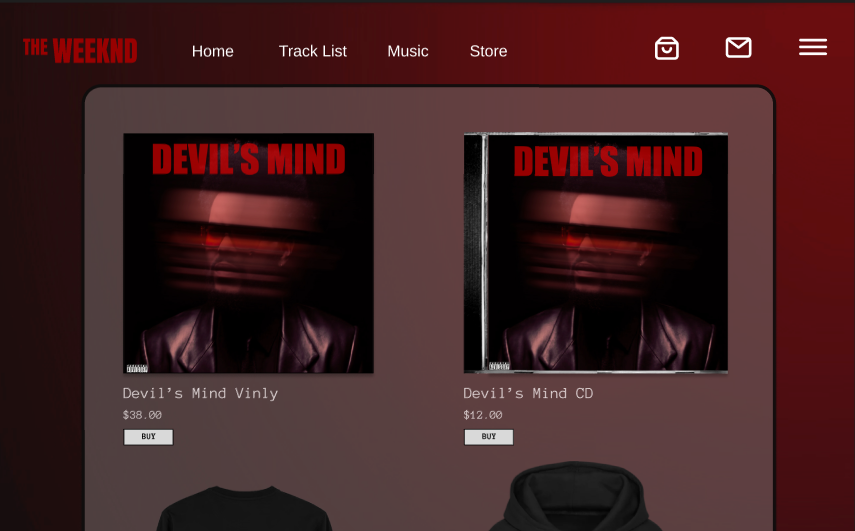 THE WEEKND
Home
Track List
Music
Store
DEVIL'S MIND
DEVIL'S MIND
Devil's Mind Vinly
Devil's Mind CD
$38.00
$12.00
BUY
BUY